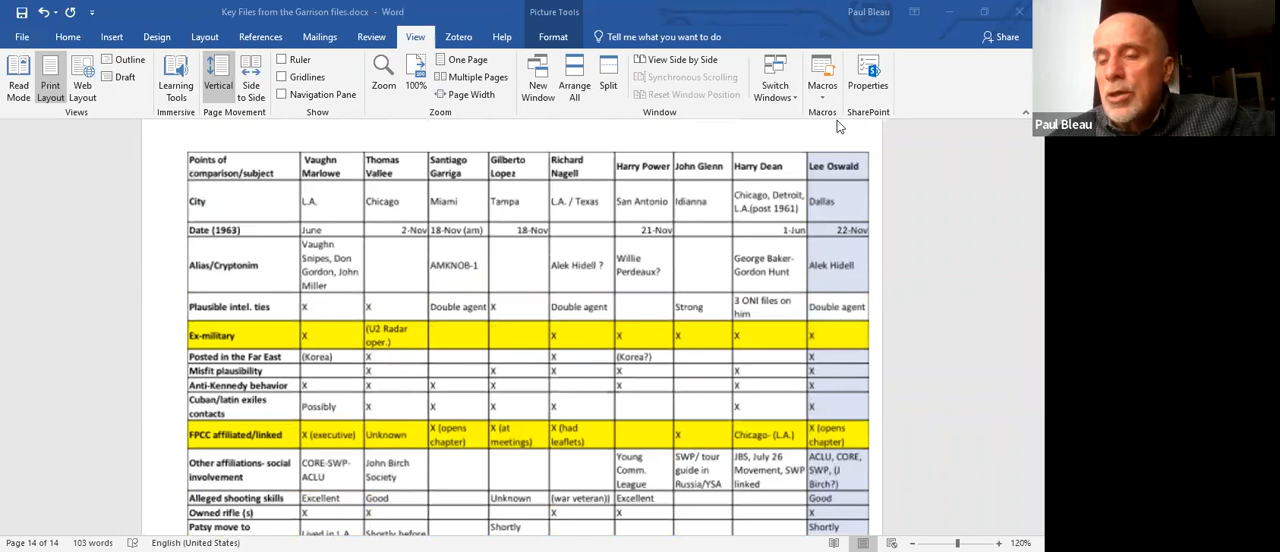 Key Files from the Garrison files.docx - Word
Picture Tools
Paul Bleau
File Home Insert Design Layout References Mailings Review View Zotero Help Format Tell me what you want to do Share
Read Mode
Print Layout
Web Layout
Outline
Draft
Views
Learning Tools
Immersive
Vertical
Side to Side
Page Movement
Ruler
Gridlines
Navigation Pane
Show
Zoom
100%
One Page
Multiple Pages
Page Width
Zoom
New Window
Arrange All
Split
View Side by Side
Synchronous Scrolling
Reset Window Position
Window
Switch Windows
Macros
Macros
Properties
SharePoint
Paul Bleau
Points of comparison/subject Vaughn Marlowe Thomas Vallee Santiago Garriga Gilberto Lopez Richard Nagell Harry Power John Glenn Harry Dean Lee Oswald
City L.A. Chicago Miami Tampa L.A. / Texas San Antonio Idianna Chicago, Detroit, L.A.(post 1961) Dallas
Date (1963) June 2-Nov 18-Nov (am) 18-Nov 21-Nov 1-Jun 22-Nov
Alias/Cryptonim Vaughn Snipes, Don Gordon, John Miller AMKNOB-1 Alek Hidell ? Willie Perdeaux? George Baker- Gordon Hunt Alek Hidell
Plausible intel. ties X X Double agent X Double agent Strong 3 ONI files on him Double agent
Ex-military X (U2 Radar oper.) X X X X X
Posted in the Far East (Korea) X X (Korea?) X
Misfit plausibility X X X X X X
Anti-Kennedy behavior X X X X X X X X
Cuban/latin exiles contacts Possibly X X X X X X
FPCC affiliated/linked X (executive) Unknown X (opens chapter) X (at meetings) X (had leaflets) X Chicago- (L.A.) X (opens chapter)
Other affiliations- social involvement CORE-SWP- ACLU John Birch Society Young Comm. League SWP/ tour guide in Russia/YSA JBS, July 26 Movement, SWP linked ACLU, CORE, SWP, (J Birch?)
Alleged shooting skills Excellent Good Unknown (war veteran)) Excellent Good
Owned rifle (s) X X X X X
Patsy move to Lived in L.A. Shortly before Shortly Shortly
Page 14 of 14 103 words English (United States) 120%